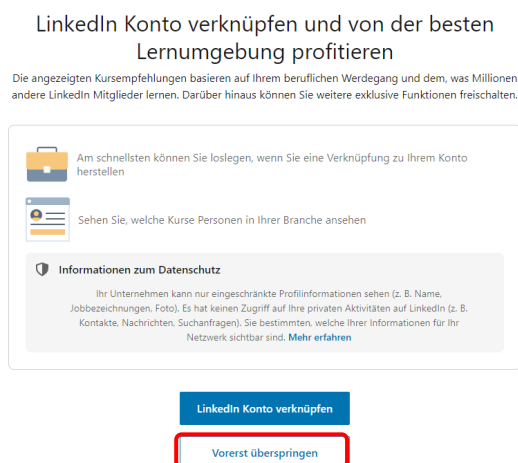 LinkedIn Konto verknüpfen und von der besten
Lernumgebung profitieren
Die angezeigten Kursempfehlungen basieren auf Ihrem beruflichen Werdegang und dem, was Millionen
andere LinkedIn Mitglieder lernen. Darüber hinaus können Sie weitere exklusive Funktionen freischalten.
Am schnellsten können Sie loslegen, wenn Sie eine Verknüpfung zu Ihrem Konto
herstellen
Sehen Sie, welche Kurse Personen in Ihrer Branche ansehen
Informationen zum Datenschutz
Ihr Unternehmen kann nur eingeschränkte Profilinformationen sehen (z. B. Name,
Jobbezeichnungen, Foto). Es hat keinen Zugriff auf Ihre privaten Aktivitäten auf LinkedIn (z. B.
Kontakte, Nachrichten, Suchanfragen). Sie bestimmten, welche Ihrer Informationen für Ihr
Netzwerk sichtbar sind. Mehr erfahren
LinkedIn Konto verknüpfen
Vorerst überspringen